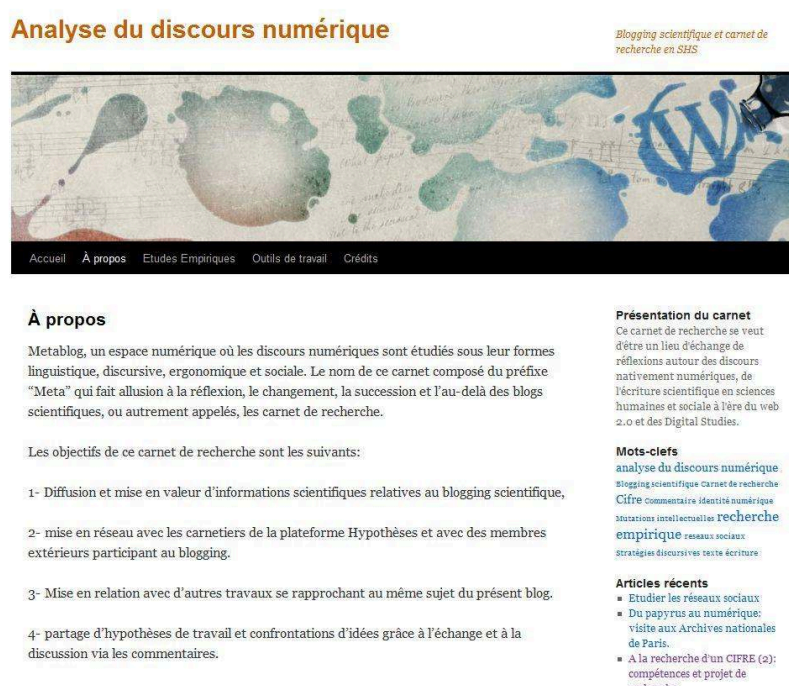 Analyse du discours numérique
Blogging scientifique et carnet de
recherche en SHS
Accueil À propos Etudes Empiriques Outils de travail Crédits
À propos
Metablog, un espace numérique où les discours numériques sont étudiés sous leur formes
linguistique, discursive, ergonomique et sociale. Le nom de ce carnet composé du préfixe
“Meta” qui fait allusion à la réflexion, le changement, la succession et l’au-delà des blogs
scientifiques, ou autrement appelés, les carnet de recherche.
Les objectifs de ce carnet de recherche sont les suivants:
1- Diffusion et mise en valeur d’informations scientifiques relatives au blogging scientifique,
2- mise en réseau avec les carnetiers de la plateforme Hypothèses et avec des membres
extérieurs participant au blogging.
3- Mise en relation avec d’autres travaux se rapprochant au même sujet du présent blog.
4- partage d’hypothèses de travail et confrontations d’idées grâce à l’échange et à la
discussion via les commentaires.
Présentation du carnet
Ce carnet de recherche se veut
d'être un lieu d'échange de
réflexions autour des discours
nativement numériques, de
l'écriture scientifique en sciences
humaines et sociale à l'ère du web
2.0 et des Digital Studies.
Mots-clefs
analyse du discours numérique
Blogging scientifique Carnet de recherche
Cifre Commentaire identité numérique
Mutations intellectuelles recherche
empirique reseaux sociaux
Stratégies discursives texte écriture
Articles récents
Etudier les réseaux sociaux
Du papyrus au numérique:
visite aux Archives nationales
de Paris.
A la recherche d'un CIFRE (2):
compétences et projet de